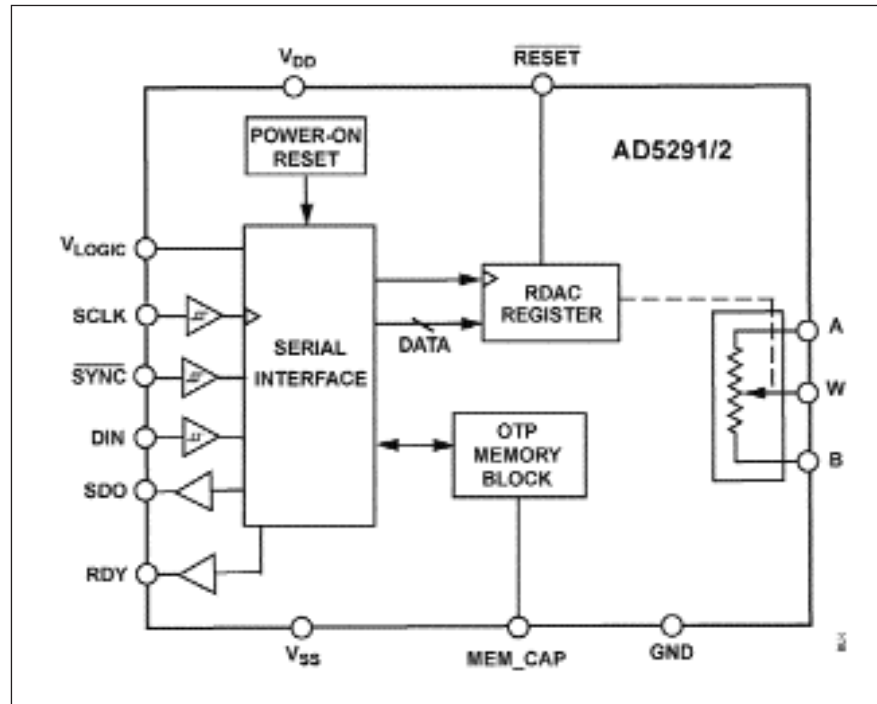 VDD
RESET
POWER-ON
RESET
AD5291/2
VLOGIC
SCLK
SYNC
DIN
SDO
RDY
SERIAL
INTERFACE
DATA
RDAC
REGISTER
OTP
MEMORY
BLOCK
A
W
B
VSS
MEM_CAP
GND